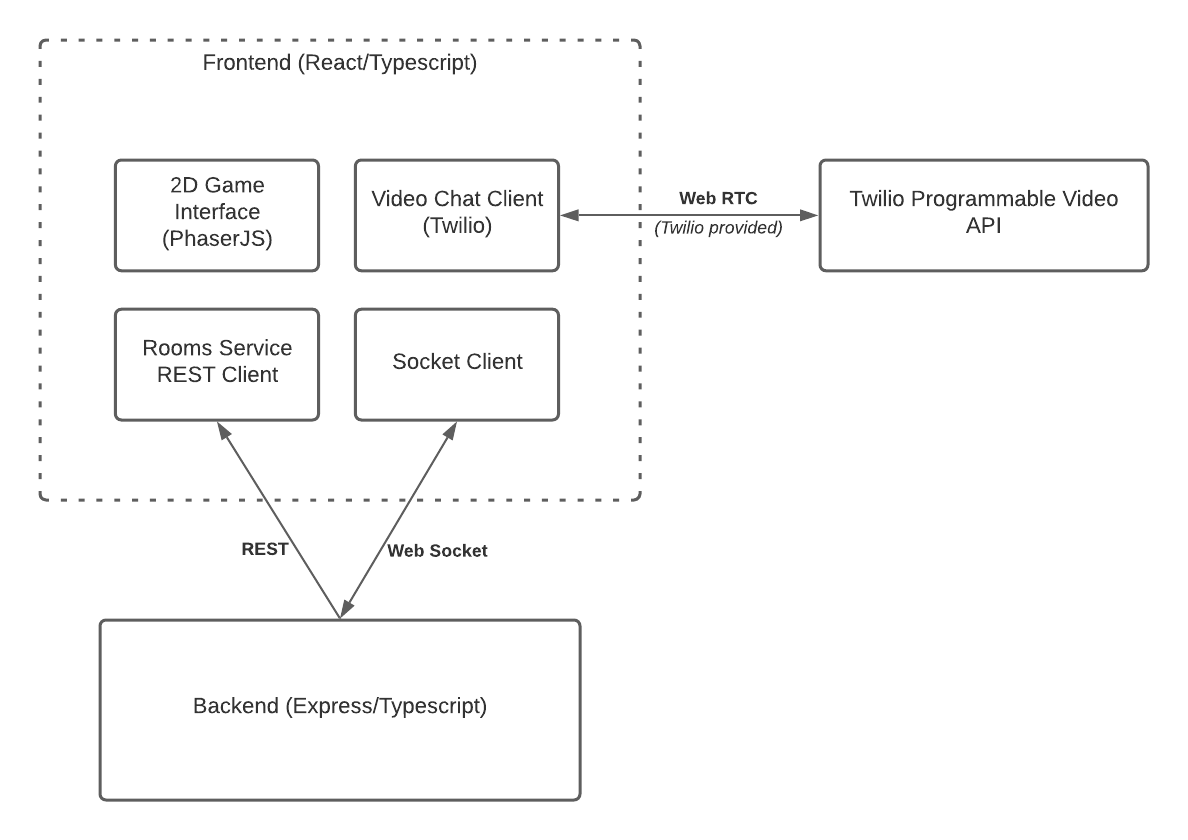 Frontend (React/Typescript)
2D Game
Interface
(PhaserJS)
Video Chat Client
(Twilio)
Web RTC
(Twilio provided)
Twilio Programmable Video
API
Rooms Service
REST Client
Socket Client
REST
Web Socket
Backend (Express/Typescript)